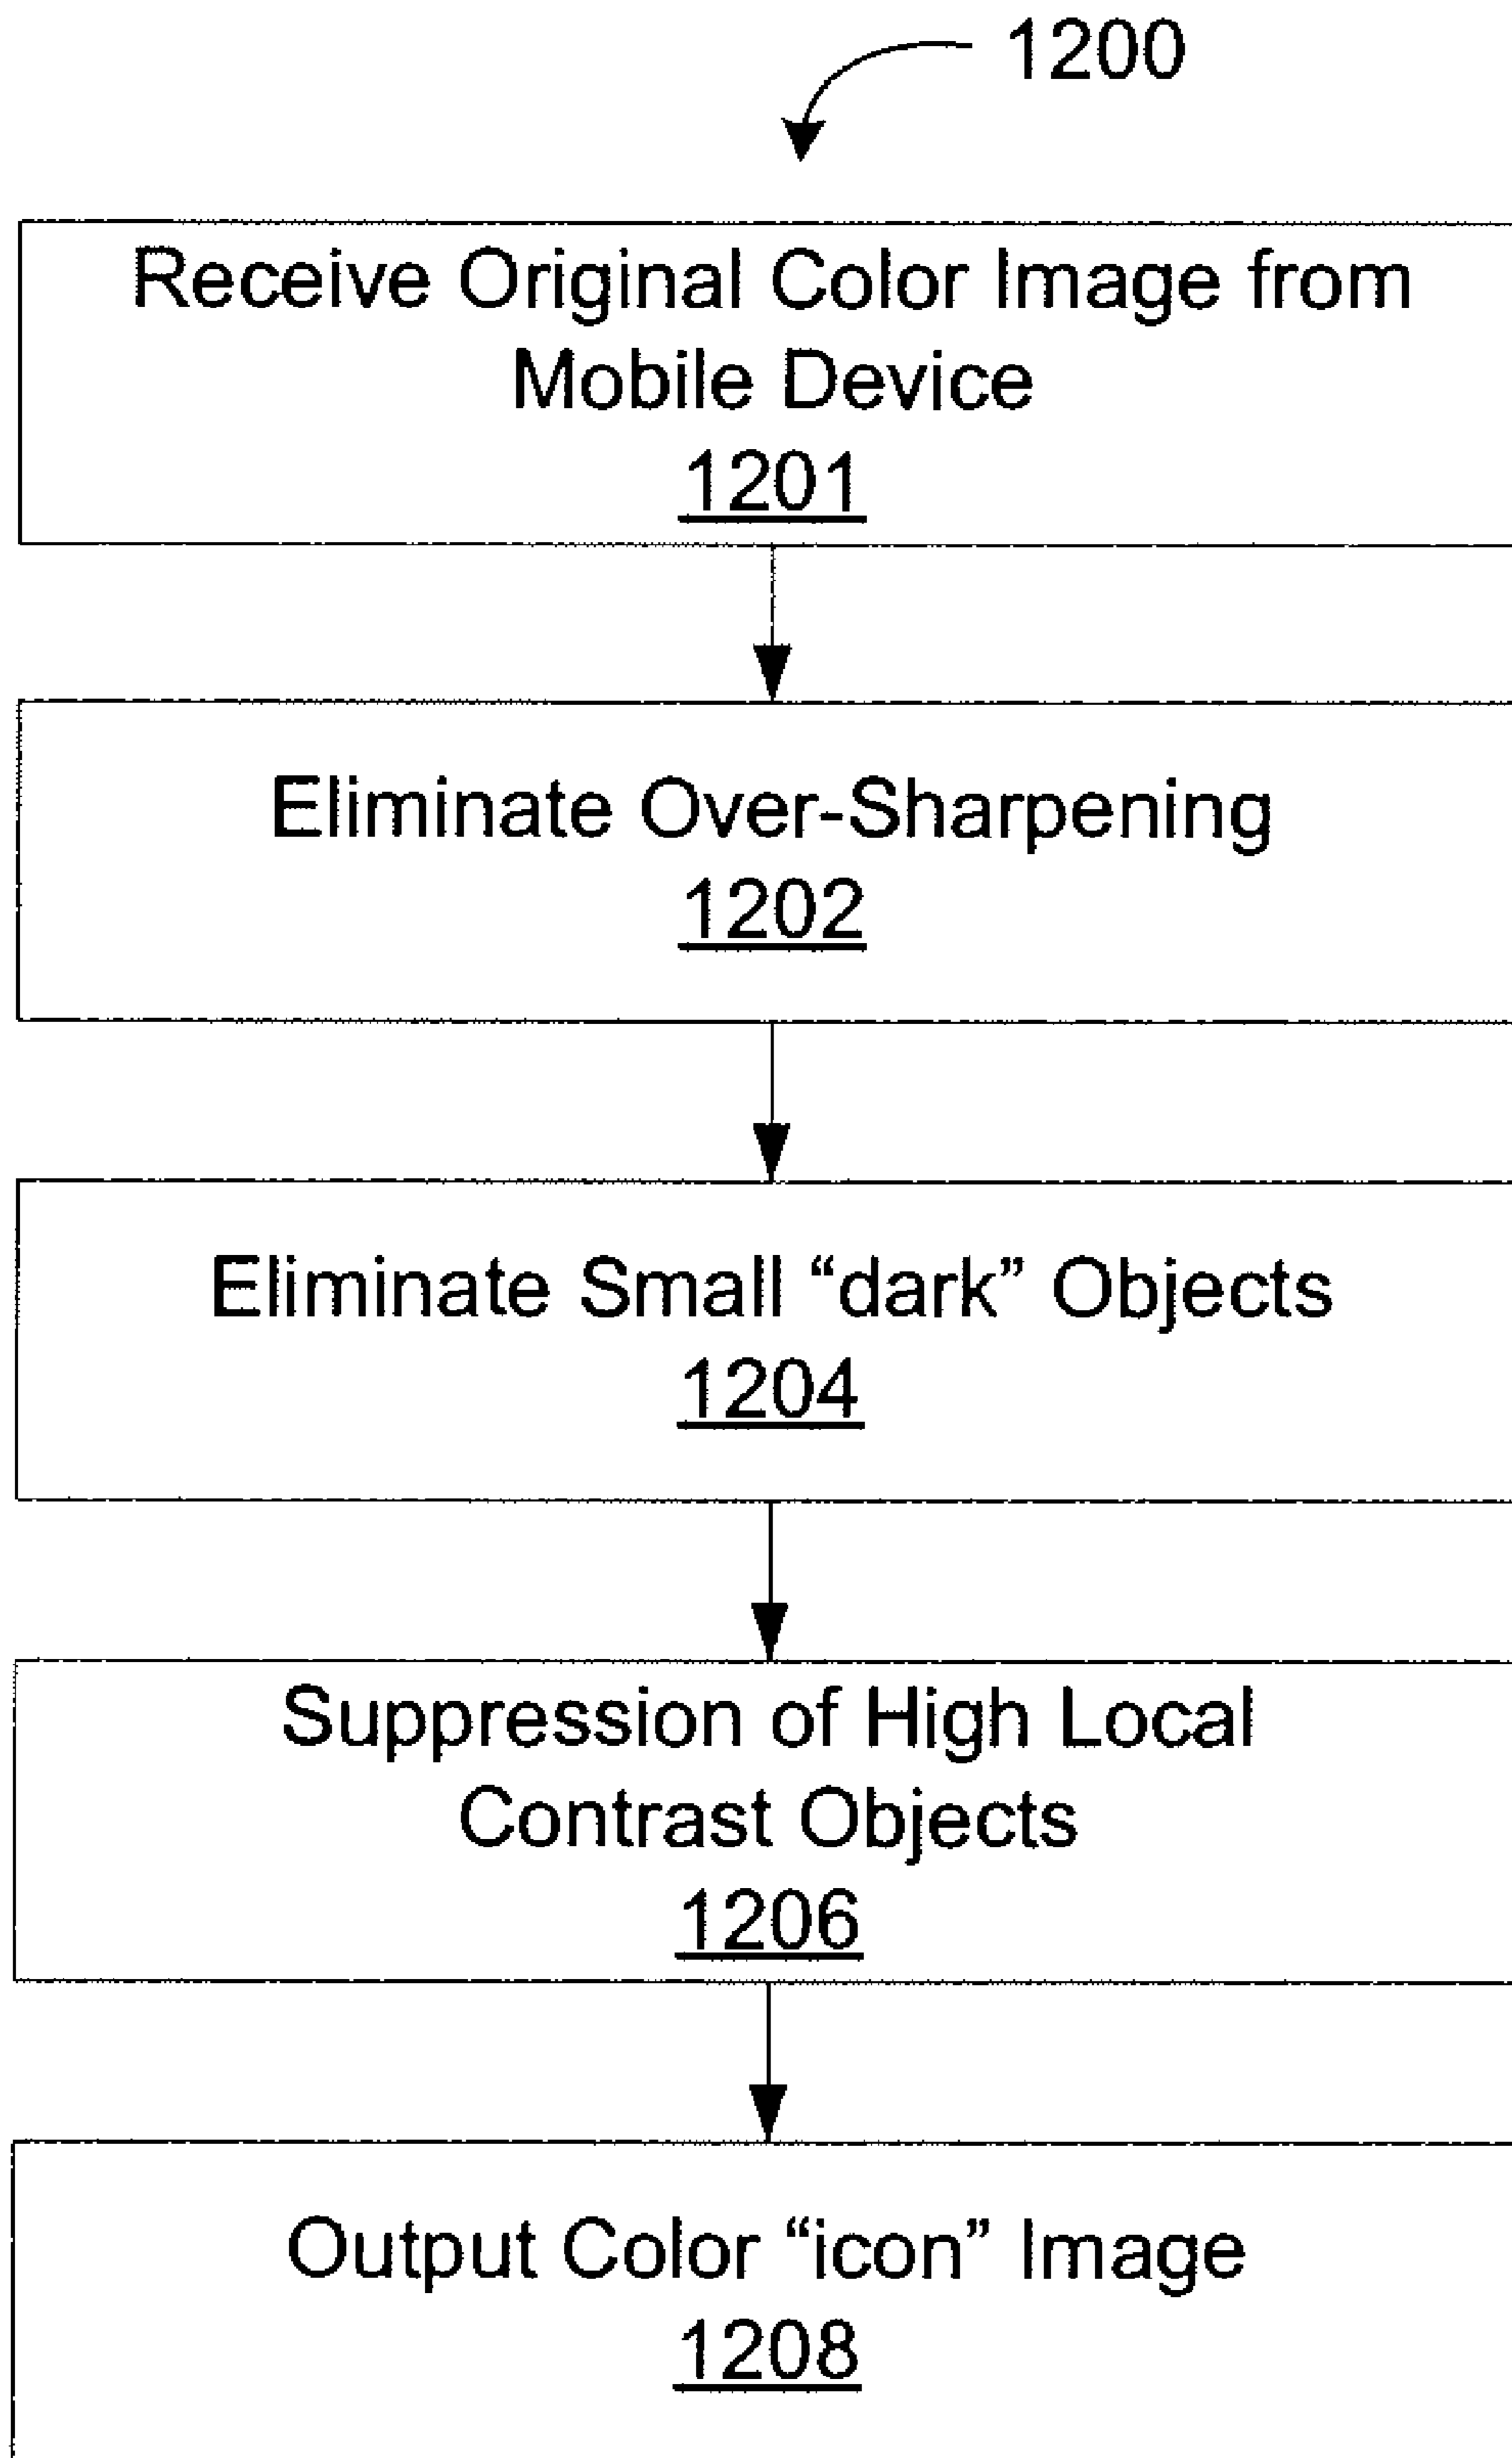 1200
Receive Original Color Image from
Mobile Device
1201
Eliminate Over-Sharpening
1202
Eliminate Small “dark” Objects
1204
Suppression of High Local
Contrast Objects
1206
Output Color “icon” Image
1208